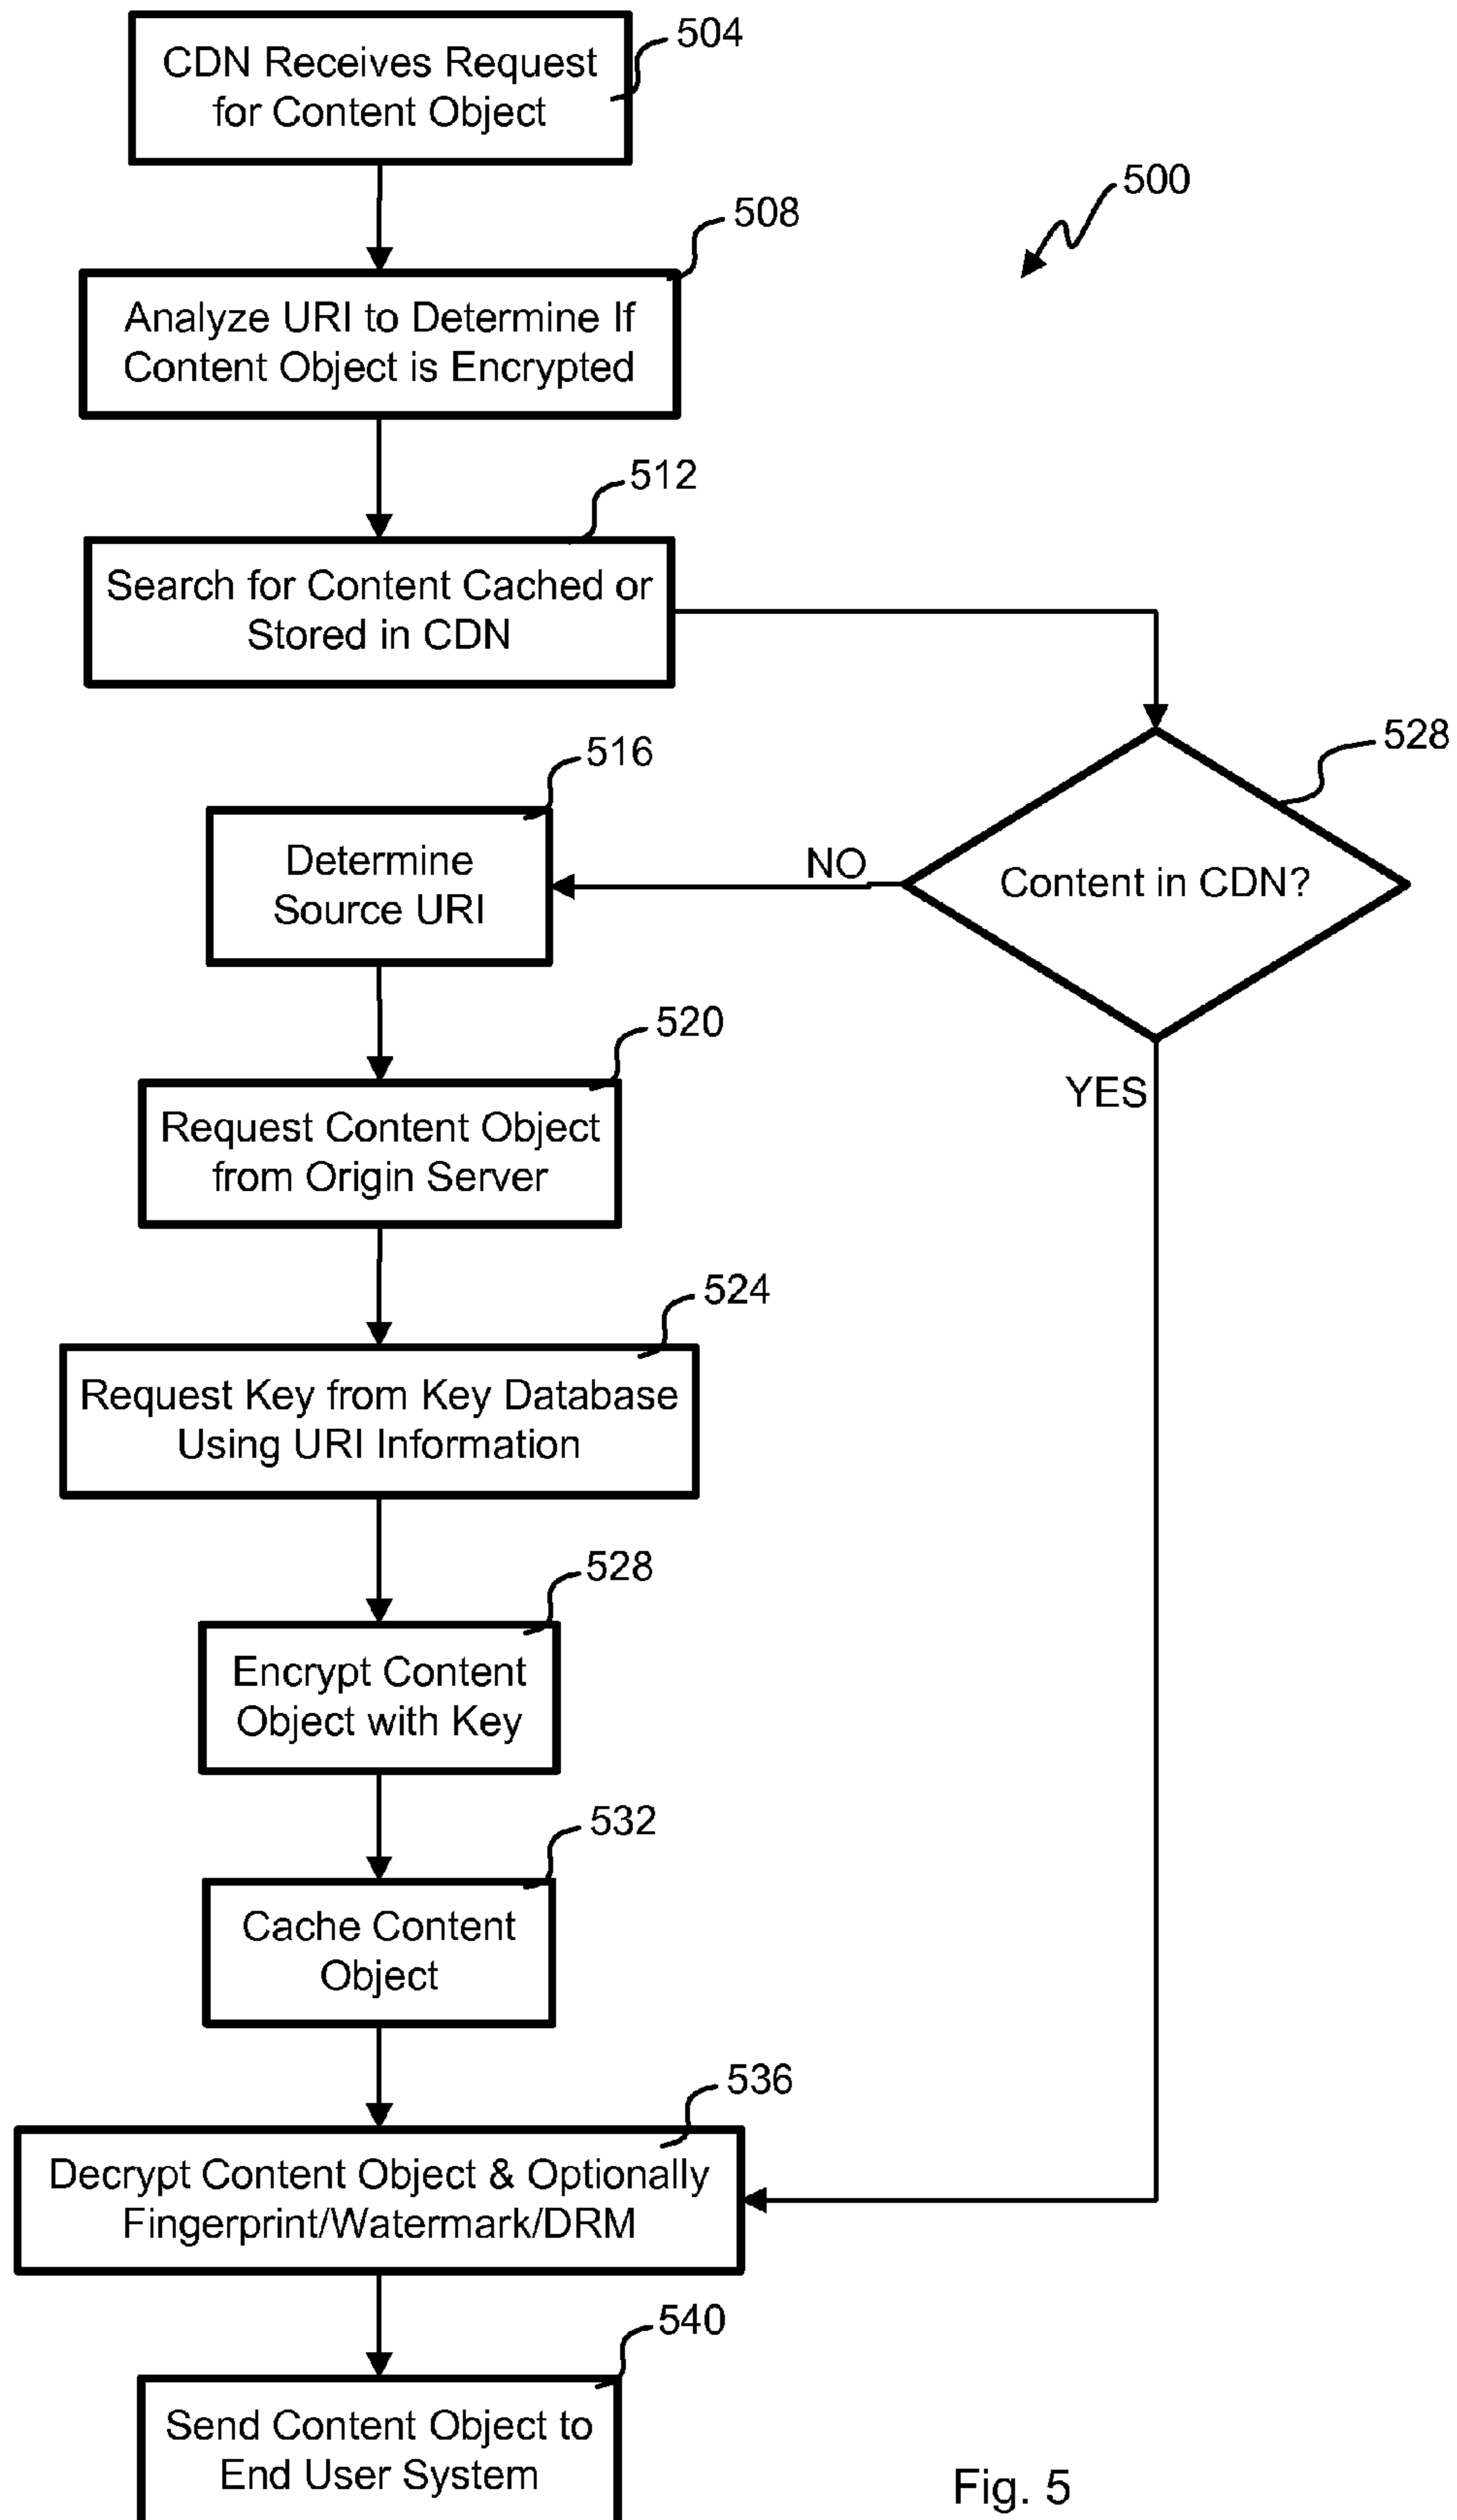 504
CDN Receives Request
for Content Object
500
508
Analyze URI to Determine If
Content Object is Encrypted
512
Search for Content Cached or
Stored in CDN
528
Content in CDN?
NO
YES
516
Determine
Source URI
520
Request Content Object
from Origin Server
524
Request Key from Key Database
Using URI Information
528
Encrypt Content
Object with Key
532
Cache Content
Object
536
Decrypt Content Object & Optionally
Fingerprint/Watermark/DRM
540
Send Content Object to
End User System
Fig. 5